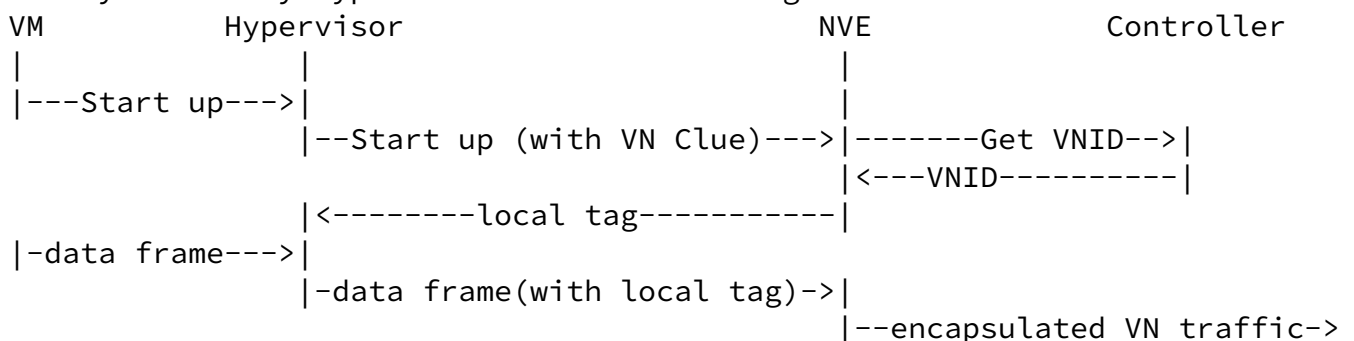 VM Hypervisor NVE Controller
| | |
|---Start up--->| |
|--Start up (with VN Clue)--->|-------Get VNID-->|
|<---VNID----------|
|<--------local tag-----------|
|-data frame--->|
|-data frame(with local tag)->|
|--encapsulated VN traffic->